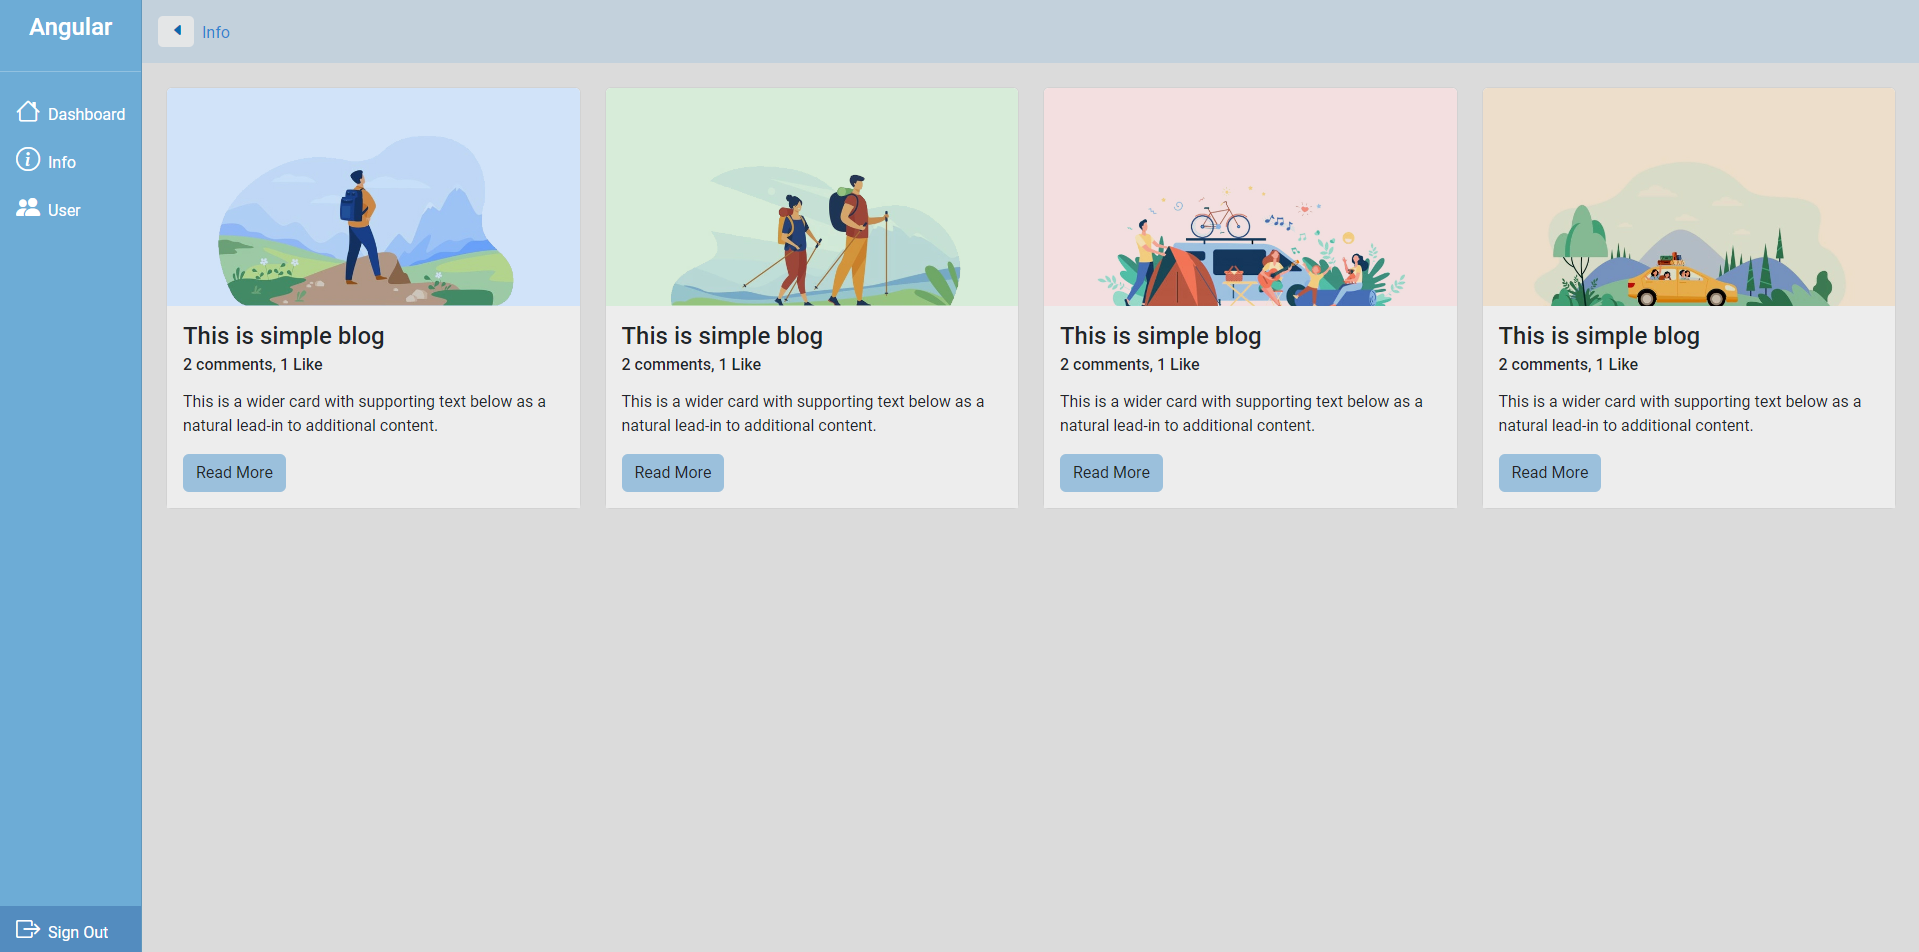 Angular
Dashboard
Info
User
Sign Out
Info
This is simple blog
2 comments, 1 Like
This is a wider card with supporting text below as a
natural lead-in to additional content.
Read More
This is simple blog
2 comments, 1 Like
This is a wider card with supporting text below as a
natural lead-in to additional content.
Read More
This is simple blog
2 comments, 1 Like
This is a wider card with supporting text below as a
natural lead-in to additional content.
Read More
This is simple blog
2 comments, 1 Like
This is a wider card with supporting text below as a
natural lead-in to additional content.
Read More